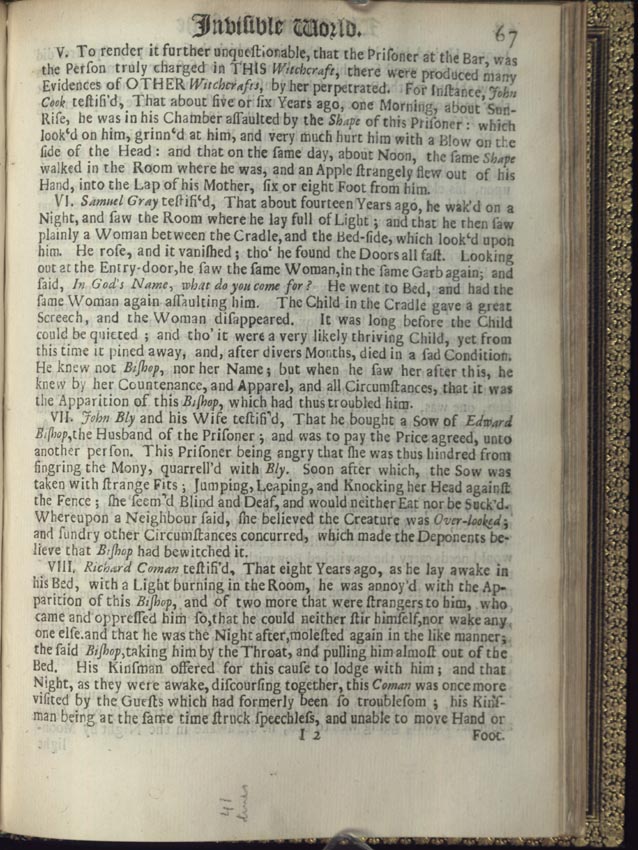 Invisible World.
67
V. To render it further unqueſtionable, that the Priſoner at the Bar, was
the Perſon truly charged in THIS Witchcraft, there were produced many
Evidences of OTHER Witchcrafts, by her perpetrated. For Inſtance, John
Cook teſtifi'd, That about five or ſix Years ago, one Morning, about Sun-
Riſe, he was in his Chamber aſſaulted by the Shape of this Priſoner: which
look'd on him, grinn'd at him, and very much hurt him with a Blow on the
ſide of the Head: and that on the ſame day, about Noon, the ſame Shape
walked in the Room where he was, and an Apple ſtrangely flew out of his
Hand, into the Lap of his Mother, ſix or eight Foot from him.
VI. Samuel Gray teſtifi'd, That about fourteen Years ago, he wak'd on a
Night, and ſaw the Room where he lay full of Light; and that he then ſaw
plainly a Woman between the Cradle, and the Bed-ſide, which look'd upon
him. He roſe, and it vaniſhed; tho' he found the Doors all faſt. Looking
out at the Entry-door, he ſaw the ſame Woman, in the ſame Garb again; and
ſaid, In God's Name, what do you come for? He went to Bed, and had the
ſame Woman again aſſaulting him. The Child in the Cradle gave a great
Screech, and the Woman diſappeared. It was long before the Child
could be quieted; and tho' it were a very likely thriving Child, yet from
this time it pined away, and, after divers Months, died in a ſad Condition.
He knew not Biſhop, nor her Name; but when he ſaw her after this, he
knew by her Countenance, and Apparel, and all Circumſtances, that it was
the Apparition of this Biſhop, which had thus troubled him.
VII. John Bly and his Wife teſtifi'd, That he bought a Sow of Edward
Biſhop, the Husband of the Priſoner; and was to pay the Price agreed, unto
another perſon. This Priſoner being angry that ſhe was thus hindred from
fingring the Mony, quarrell'd with Bly. Soon after which, the Sow was
taken with ſtrange Fits; Jumping, Leaping, and Knocking her Head againſt
the Fence; ſhe ſeem'd Blind and Deaf, and would neither Eat nor be Suck'd.
Whereupon a Neighbour ſaid, ſhe believed the Creature was Over-looked;
and ſundry other Circumſtances concurred, which made the Deponents be-
lieve that Biſhop had bewitched it.
VIII. Richard Coman teſtifi'd, That eight Years ago, as he lay awake in
his Bed, with a Light burning in the Room, he was annoy'd with the Ap-
parition of this Biſhop, and of two more that were ſtrangers to him, who
came and oppreſſed him ſo, that he could neither ſtir himſelf, nor wake any
one elſe. and that he was the Night after, moleſted again in the like manner;
the ſaid Biſhop, taking him by the Throat, and pulling him almoſt out of the
Bed. His Kinſman offered for this cauſe to lodge with him; and that
Night, as they were awake, diſcourſing together, this Coman was once more
viſited by the Gueſts which had formerly been ſo troubleſom; his Kinſ-
man being at the ſame time ſtruck ſpeechleſs, and unable to move Hand or
I 2
Foot.
41
lines